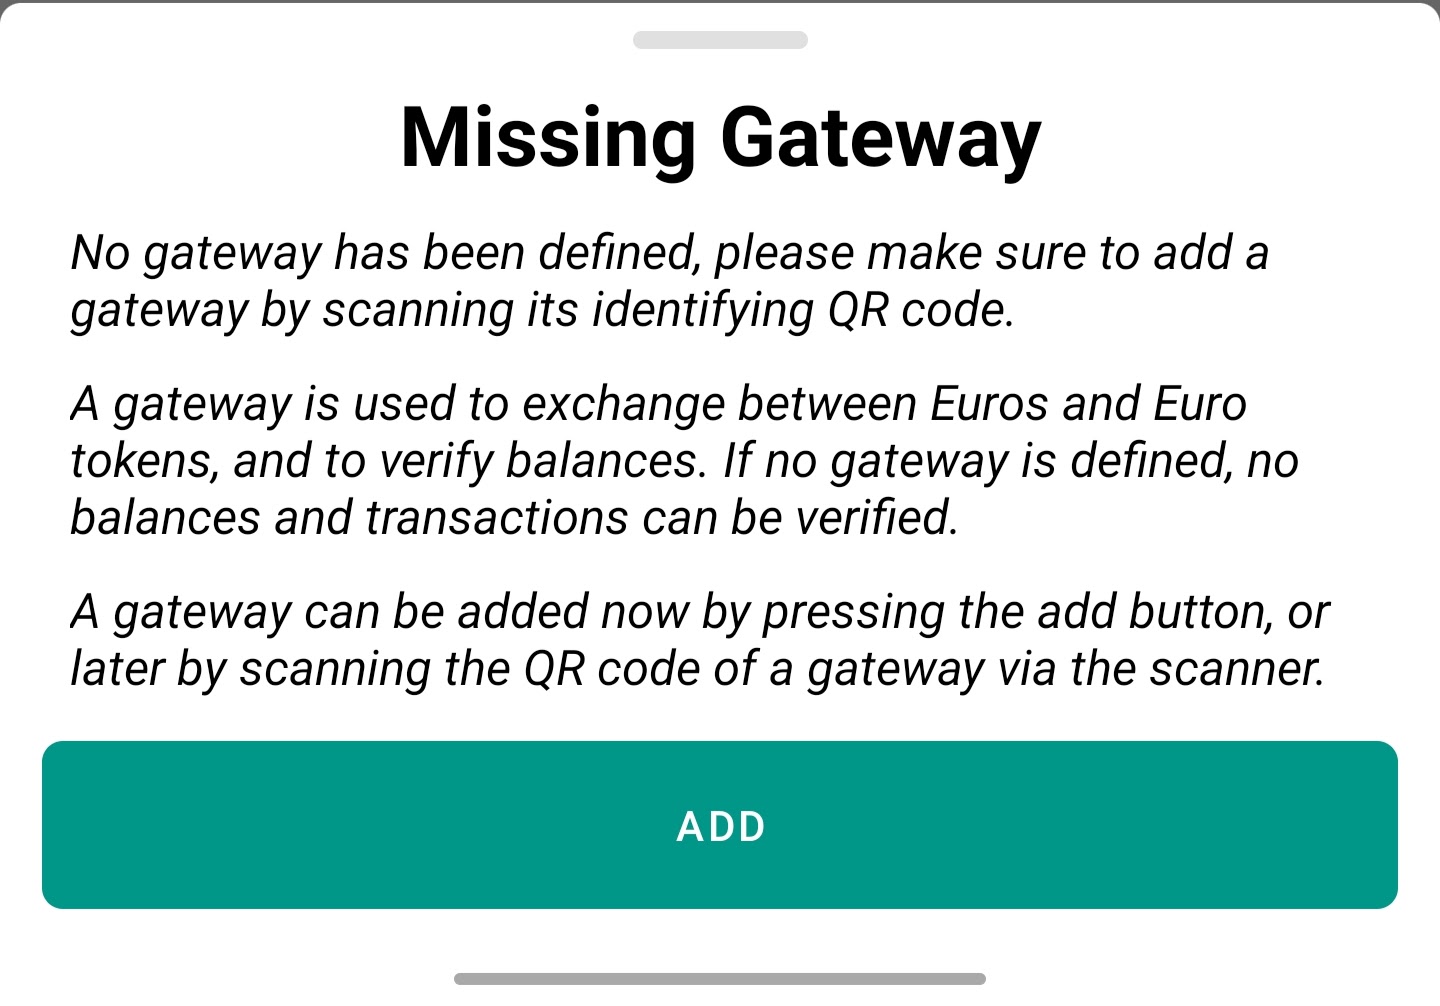 Missing Gateway
No gateway has been defined, please make sure to add a
gateway by scanning its identifying QR code.
A gateway is used to exchange between Euros and Euro
tokens, and to verify balances. If no gateway is defined, no
balances and transactions can be verified.
A gateway can be added now by pressing the add button, or
later by scanning the QR code of a gateway via the scanner.
ADD